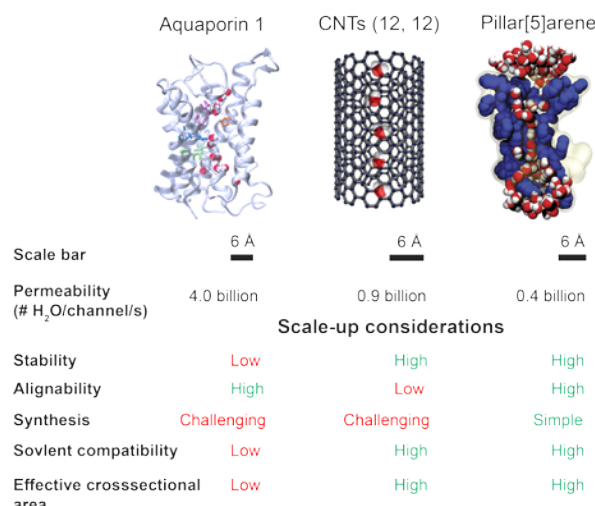 Aquaporin 1 CNTs (12, 12) Pillar[5]arene
6 Å 6 Å 6 Å
Scale bar
Permeability
(# H₂O/channel/s) 4.0 billion 0.9 billion 0.4 billion
Scale-up considerations
Stability Low High High
Alignability High Low High
Synthesis Challenging Challenging Simple
Sovlent compatibility Low High High
Effective crosssectional Low High High
area